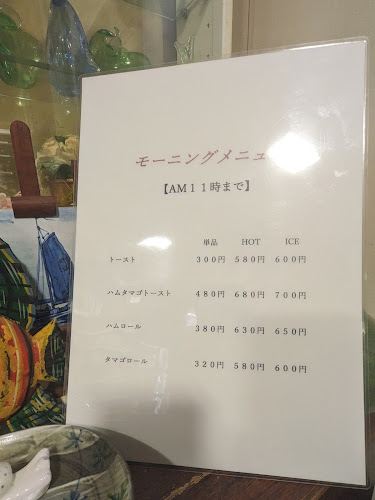 モーニングメニュ
【AM11時まで】
単品 HOT ICE
トースト 300円 580円 600円
ハムタマゴトースト 480円 680円 700円
ハムロール 380円 630円 650円
タマゴロール 320円 580円 600円